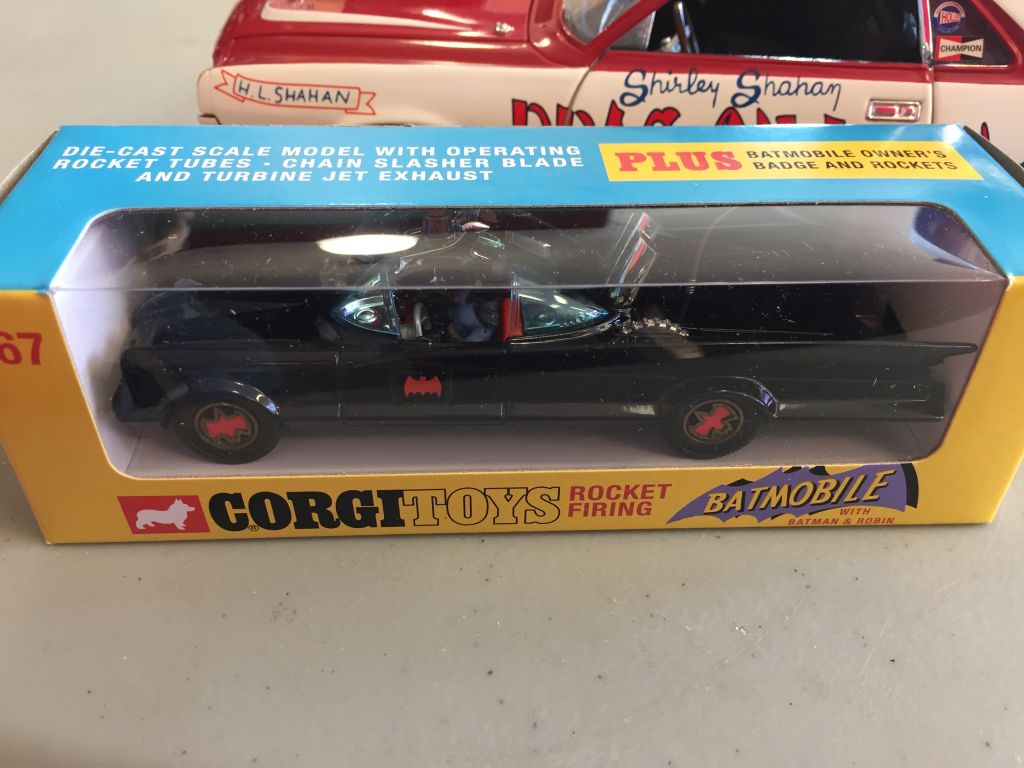 H.L. SHAHAN
Shirley Shahan
CHAMPION
DIE-CAST SCALE MODEL WITH OPERATING
ROCKET TUBES - CHAIN SLASHER BLADE
AND TURBINE JET EXHAUST
PLUS
BATMOBILE OWNER'S
BADGE AND ROCKETS
67
CORGI TOYS
ROCKET
FIRING
BATMOBILE
WITH
BATMAN & ROBIN